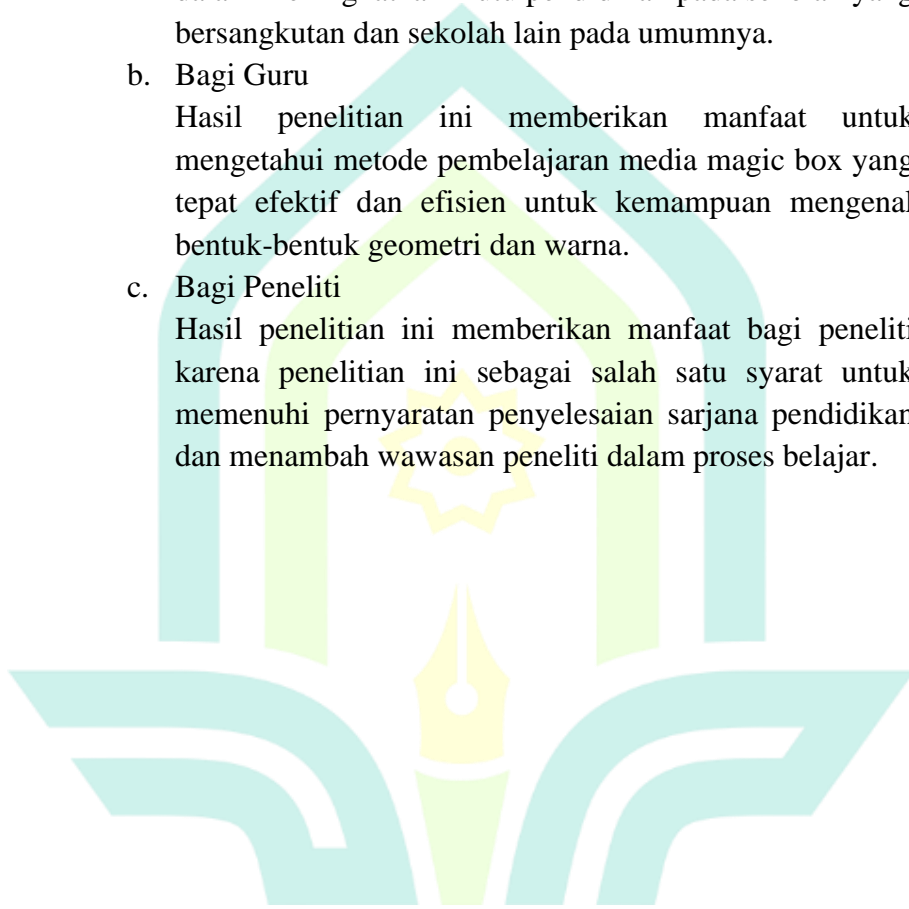 bersangkutan dan sekolah lain pada umumnya.
b. Bagi Guru
Hasil penelitian ini memberikan manfaat untuk
mengetahui metode pembelajaran media magic box yang
tepat efektif dan efisien untuk kemampuan mengenal
bentuk-bentuk geometri dan warna.
c. Bagi Peneliti
Hasil penelitian ini memberikan manfaat bagi peneliti
karena penelitian ini sebagai salah satu syarat untuk
memenuhi pernyaratan penyelesaian sarjana pendidikan
dan menambah wawasan peneliti dalam proses belajar.